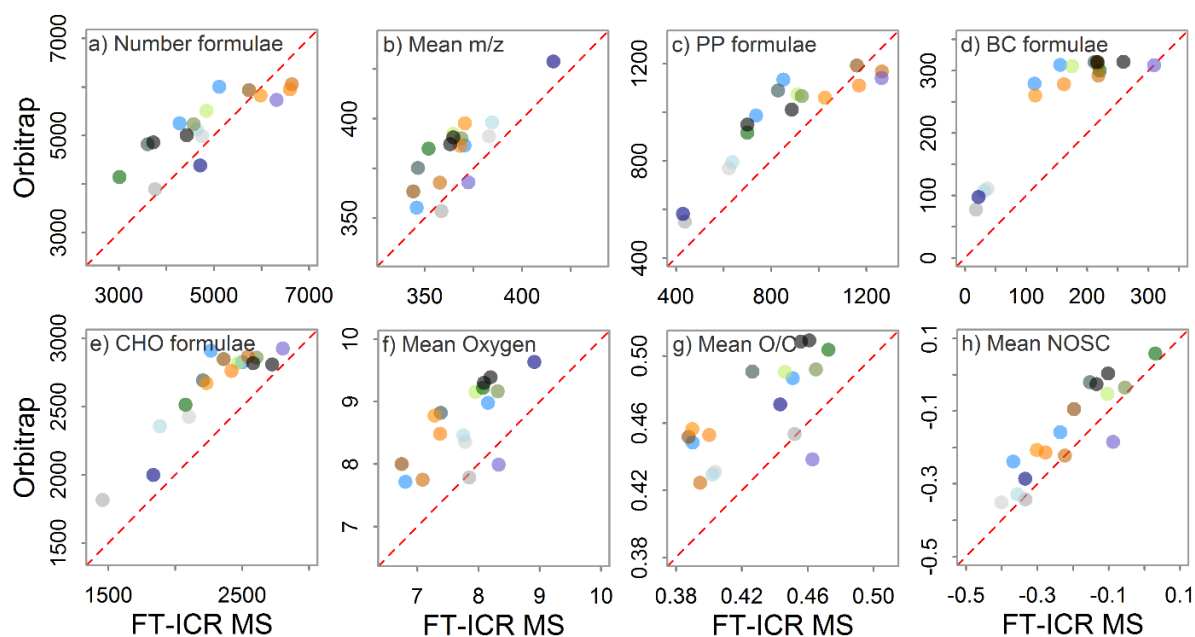 a) Number formulae
b) Mean m/z
c) PP formulae
d) BC formulae
Orbitrap
3000 5000 7000
350 400
400 600 800 1000 1200
0 100 200 300
3000 5000 7000
350 400
400 600 800 1000 1200
0 100 200 300
e) CHO formulae
f) Mean Oxygen
g) Mean O/C
h) Mean NOSC
Orbitrap
1500 2000 2500 3000
7 8 9 10
0.38 0.42 0.46 0.50
-0.5 -0.3 -0.1 0.1
1500 2500
7 8 9 10
0.38 0.42 0.46 0.50
-0.5 -0.3 -0.1 0.1
FT-ICR MS
FT-ICR MS
FT-ICR MS
FT-ICR MS